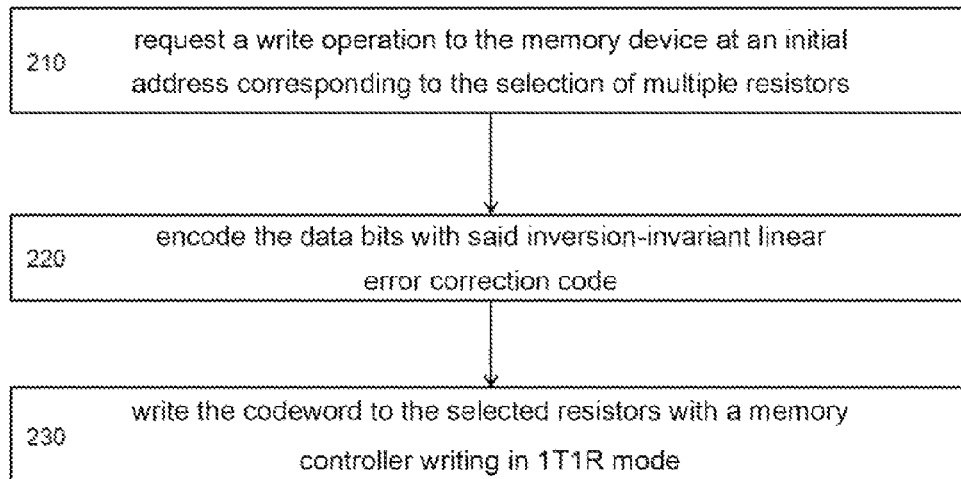 210
request a write operation to the memory device at an initial
address corresponding to the selection of multiple resistors
220
encode the data bits with said inversion-invariant linear
error correction code
230
write the codeword to the selected resistors with a memory
controller writing in 1T1R mode